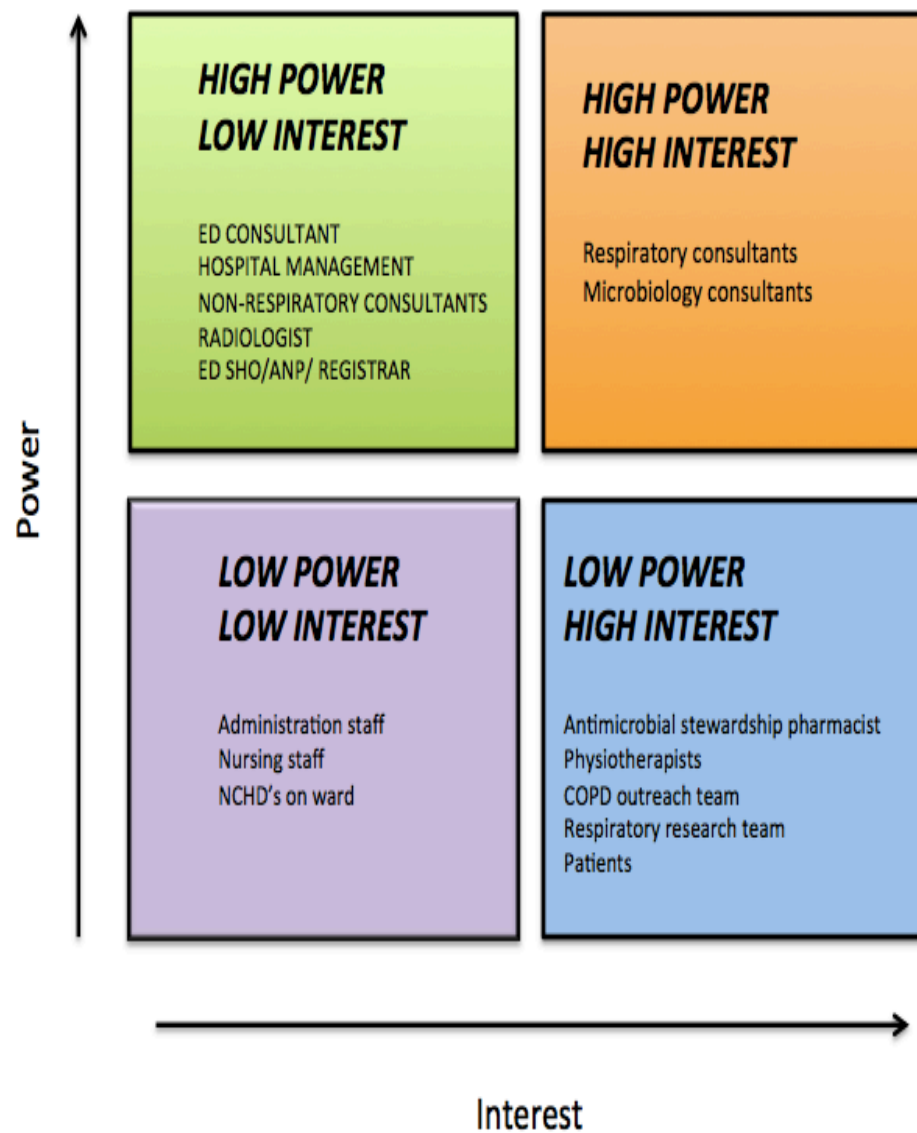 Power
HIGH POWER
LOW INTEREST
ED CONSULTANT
HOSPITAL MANAGEMENT
NON-RESPIRATORY CONSULTANTS
RADIOLOGIST
ED SHO/ANP/ REGISTRAR
HIGH POWER
HIGH INTEREST
Respiratory consultants
Microbiology consultants
LOW POWER
LOW INTEREST
Administration staff
Nursing staff
NCHD's on ward
LOW POWER
HIGH INTEREST
Antimicrobial stewardship pharmacist
Physiotherapists
COPD outreach team
Respiratory research team
Patients
Interest